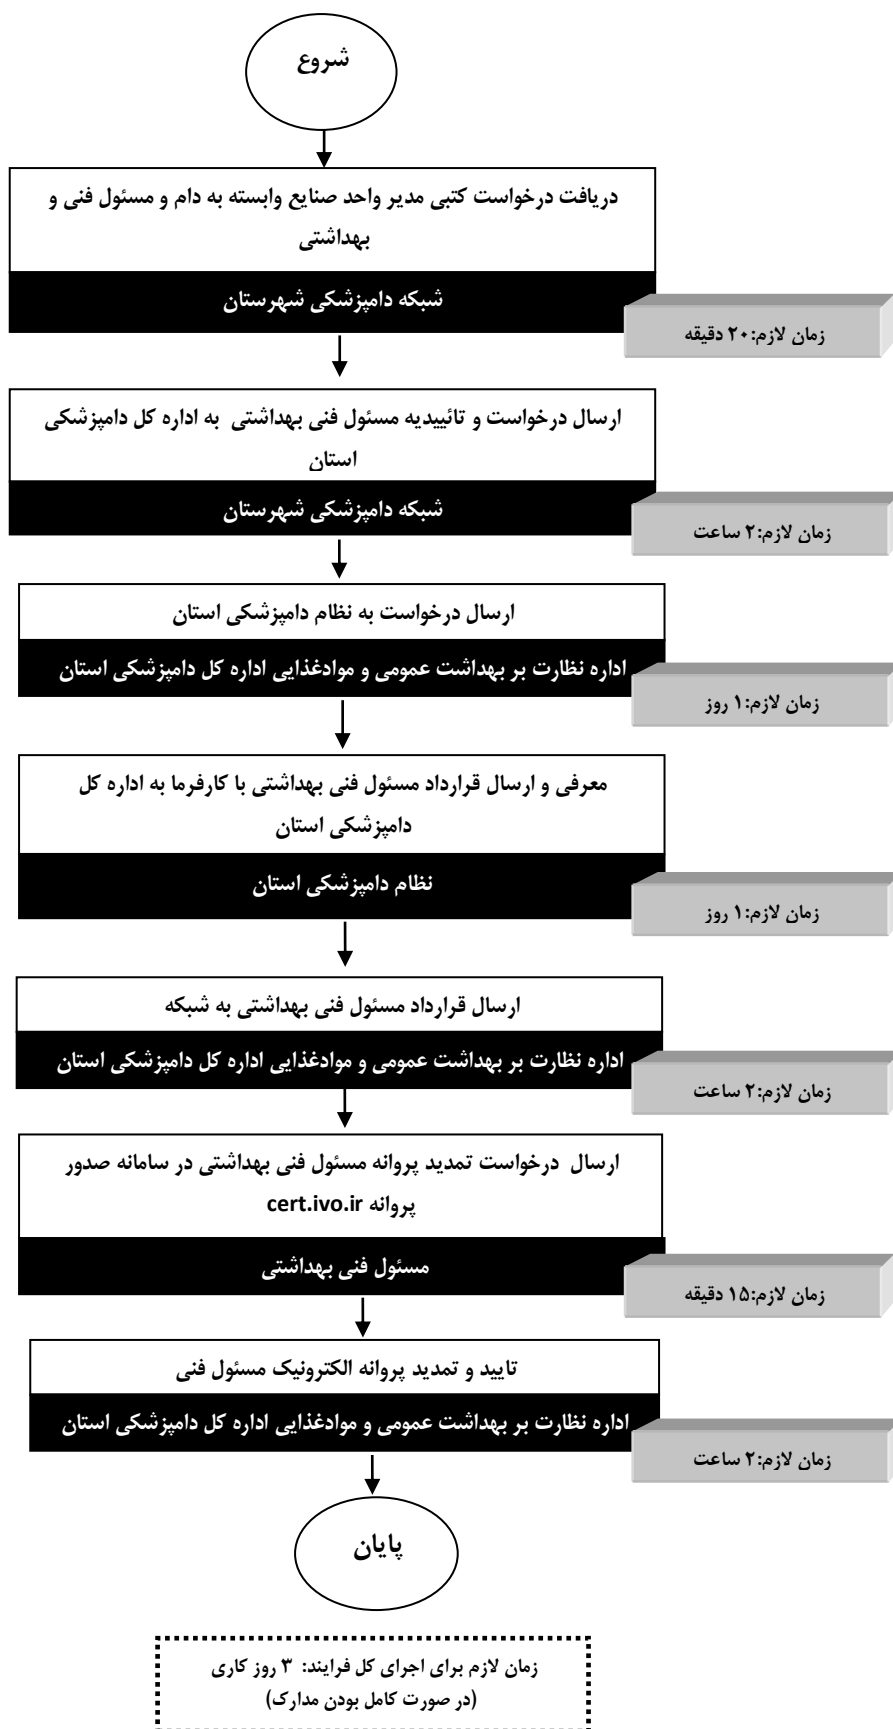 شروع
دریافت درخواست کتبی مدیر واحد صنایع وابسته به دام و مسئول فنی و
بهداشتی
شبکه دامپزشکی شهرستان
زمان لازم:۲۰ دقیقه
ارسال درخواست و تائیدیه مسئول فنی بهداشتی به اداره کل دامپزشکی
استان
شبکه دامپزشکی شهرستان
زمان لازم:۲ ساعت
ارسال درخواست به نظام دامپزشکی استان
اداره نظارت بر بهداشت عمومی و موادغذایی اداره کل دامپزشکی استان
زمان لازم:۱ روز
معرفی و ارسال قرارداد مسئول فنی بهداشتی با کارفرما به اداره کل
دامپزشکی استان
نظام دامپزشکی استان
زمان لازم:۱ روز
ارسال قرارداد مسئول فنی بهداشتی به شبکه
اداره نظارت بر بهداشت عمومی و موادغذایی اداره کل دامپزشکی استان
زمان لازم:۲ ساعت
ارسال درخواست تمدید پروانه مسئول فنی بهداشتی در سامانه صدور
پروانه cert.ivo.ir
مسئول فنی بهداشتی
زمان لازم:۱۵ دقیقه
تایید و تمدید پروانه الکترونیک مسئول فنی
اداره نظارت بر بهداشت عمومی و موادغذایی اداره کل دامپزشکی استان
زمان لازم:۲ ساعت
پایان
زمان لازم برای اجرای کل فرایند: ۳ روز کاری
(در صورت کامل بودن مدارک)